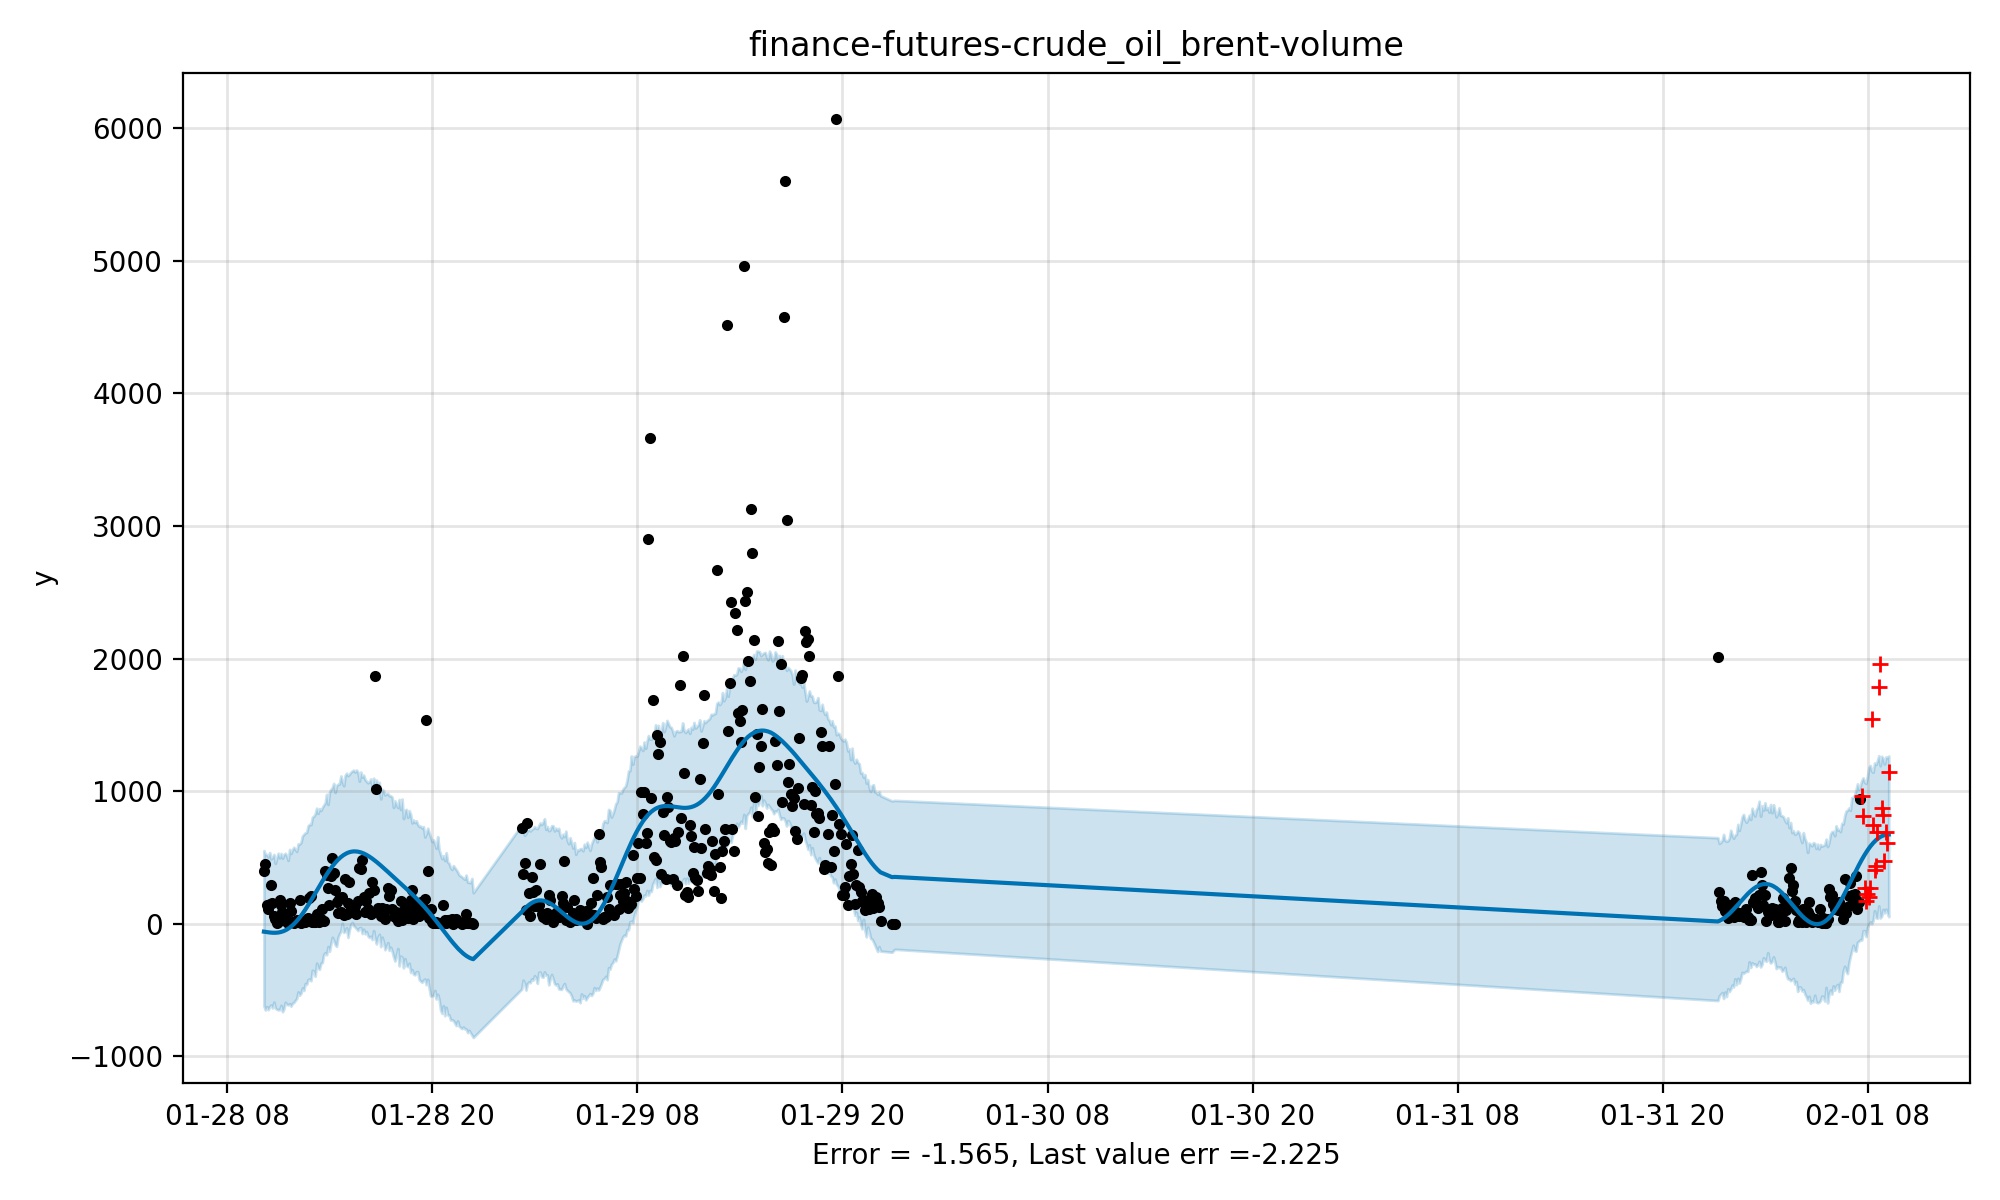 finance-futures-crude_oil_brent-volume
6000
5000
4000
3000
2000
1000
0
−1000
y
01-28 08 01-28 20 01-29 08 01-29 20 01-30 08 01-30 20 01-31 08 01-31 20 02-01 08
Error = -1.565, Last value err =-2.225